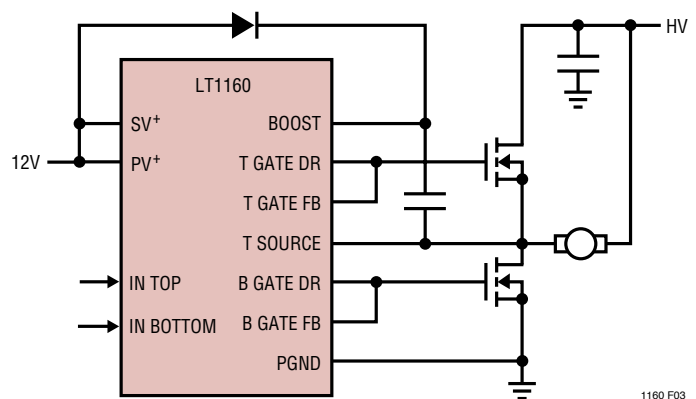 HV
LT1160
SV+
BOOST
12V
PV+
T GATE DR
T GATE FB
T SOURCE
IN TOP
B GATE DR
IN BOTTOM
B GATE FB
PGND
1160 F03